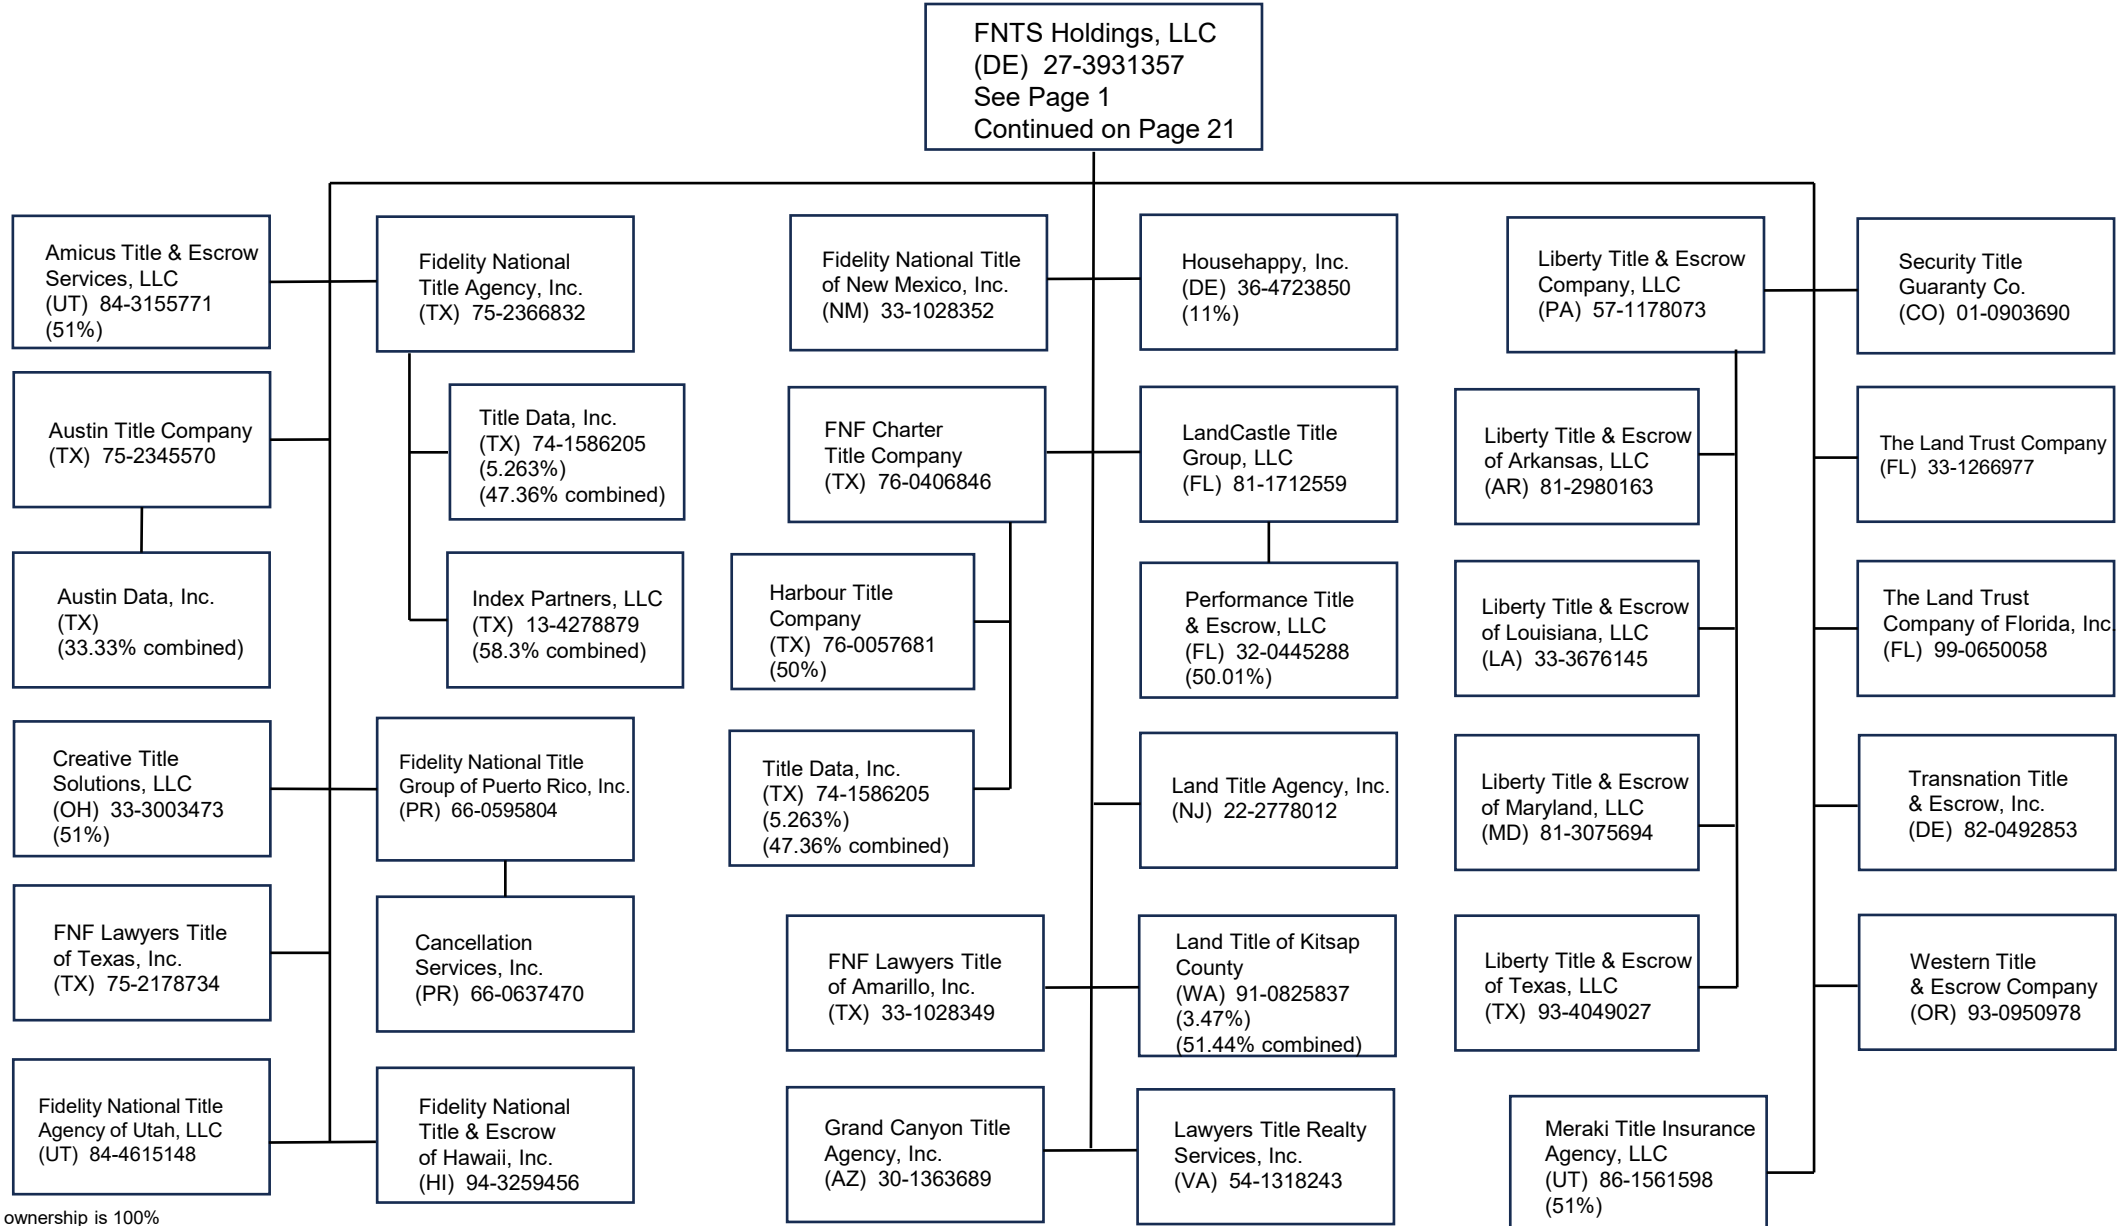 FNTS Holdings, LLC
(DE) 27-3931357
See Page 1
Continued on Page 21
Amicus Title & Escrow
Services, LLC
(UT) 84-3155771
(51%)
Austin Title Company
(TX) 75-2345570
Austin Data, Inc.
(TX)
(33.33% combined)
Creative Title
Solutions, LLC
(OH) 33-3003473
(51%)
FNF Lawyers Title
of Texas, Inc.
(TX) 75-2178734
Fidelity National Title
Agency of Utah, LLC
(UT) 84-4615148
Fidelity National
Title Agency, Inc.
(TX) 75-2366832
Title Data, Inc.
(TX) 74-1586205
(5.263%)
(47.36% combined)
Index Partners, LLC
(TX) 13-4278879
(58.3% combined)
Fidelity National Title
Group of Puerto Rico, Inc.
(PR) 66-0595804
Cancellation
Services, Inc.
(PR) 66-0637470
Fidelity National
Title & Escrow
of Hawaii, Inc.
(HI) 94-3259456
Fidelity National Title
of New Mexico, Inc.
(NM) 33-1028352
FNF Charter
Title Company
(TX) 76-0406846
Harbour Title
Company
(TX) 76-0057681
(50%)
Title Data, Inc.
(TX) 74-1586205
(5.263%)
(47.36% combined)
FNF Lawyers Title
of Amarillo, Inc.
(TX) 33-1028349
Grand Canyon Title
Agency, Inc.
(AZ) 30-1363689
Househappy, Inc.
(DE) 36-4723850
(11%)
LandCastle Title
Group, LLC
(FL) 81-1712559
Performance Title
& Escrow, LLC
(FL) 32-0445288
(50.01%)
Land Title Agency, Inc.
(NJ) 22-2778012
Land Title of Kitsap
County
(WA) 91-0825837
(3.47%)
(51.44% combined)
Lawyers Title Realty
Services, Inc.
(VA) 54-1318243
Liberty Title & Escrow
Company, LLC
(PA) 57-1178073
Liberty Title & Escrow
of Arkansas, LLC
(AR) 81-2980163
Liberty Title & Escrow
of Louisiana, LLC
(LA) 33-3676145
Liberty Title & Escrow
of Maryland, LLC
(MD) 81-3075694
Liberty Title & Escrow
of Texas, LLC
(TX) 93-4049027
Meraki Title Insurance
Agency, LLC
(UT) 86-1561598
(51%)
Security Title
Guaranty Co.
(CO) 01-0903690
The Land Trust Company
(FL) 33-1266977
The Land Trust
Company of Florida, Inc.
(FL) 99-0650058
Transnation Title
& Escrow, Inc.
(DE) 82-0492853
Western Title
& Escrow Company
(OR) 93-0950978
ownership is 100%